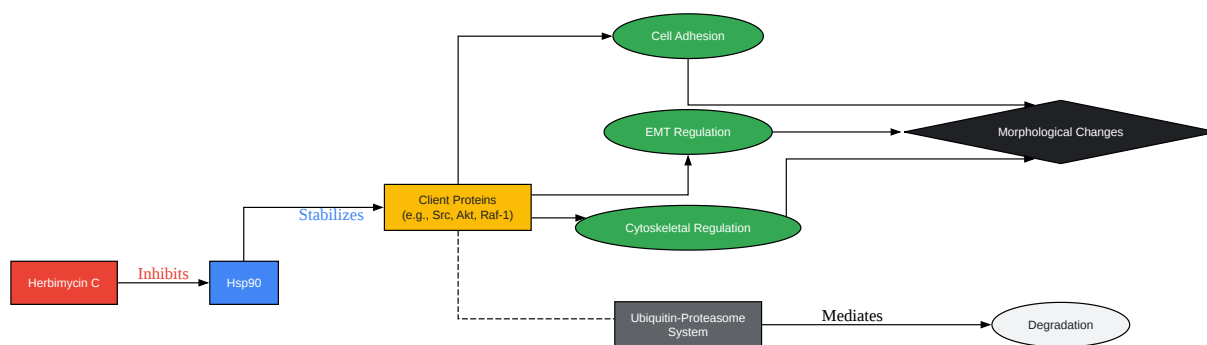 Cell Adhesion
EMT Regulation
Morphological Changes
Client Proteins
(e.g., Src, Akt, Raf-1)
Stabilizes
Cytoskeletal Regulation
Herbimycin C
Inhibits
Hsp90
Ubiquitin-Proteasome
System
Mediates
Degradation